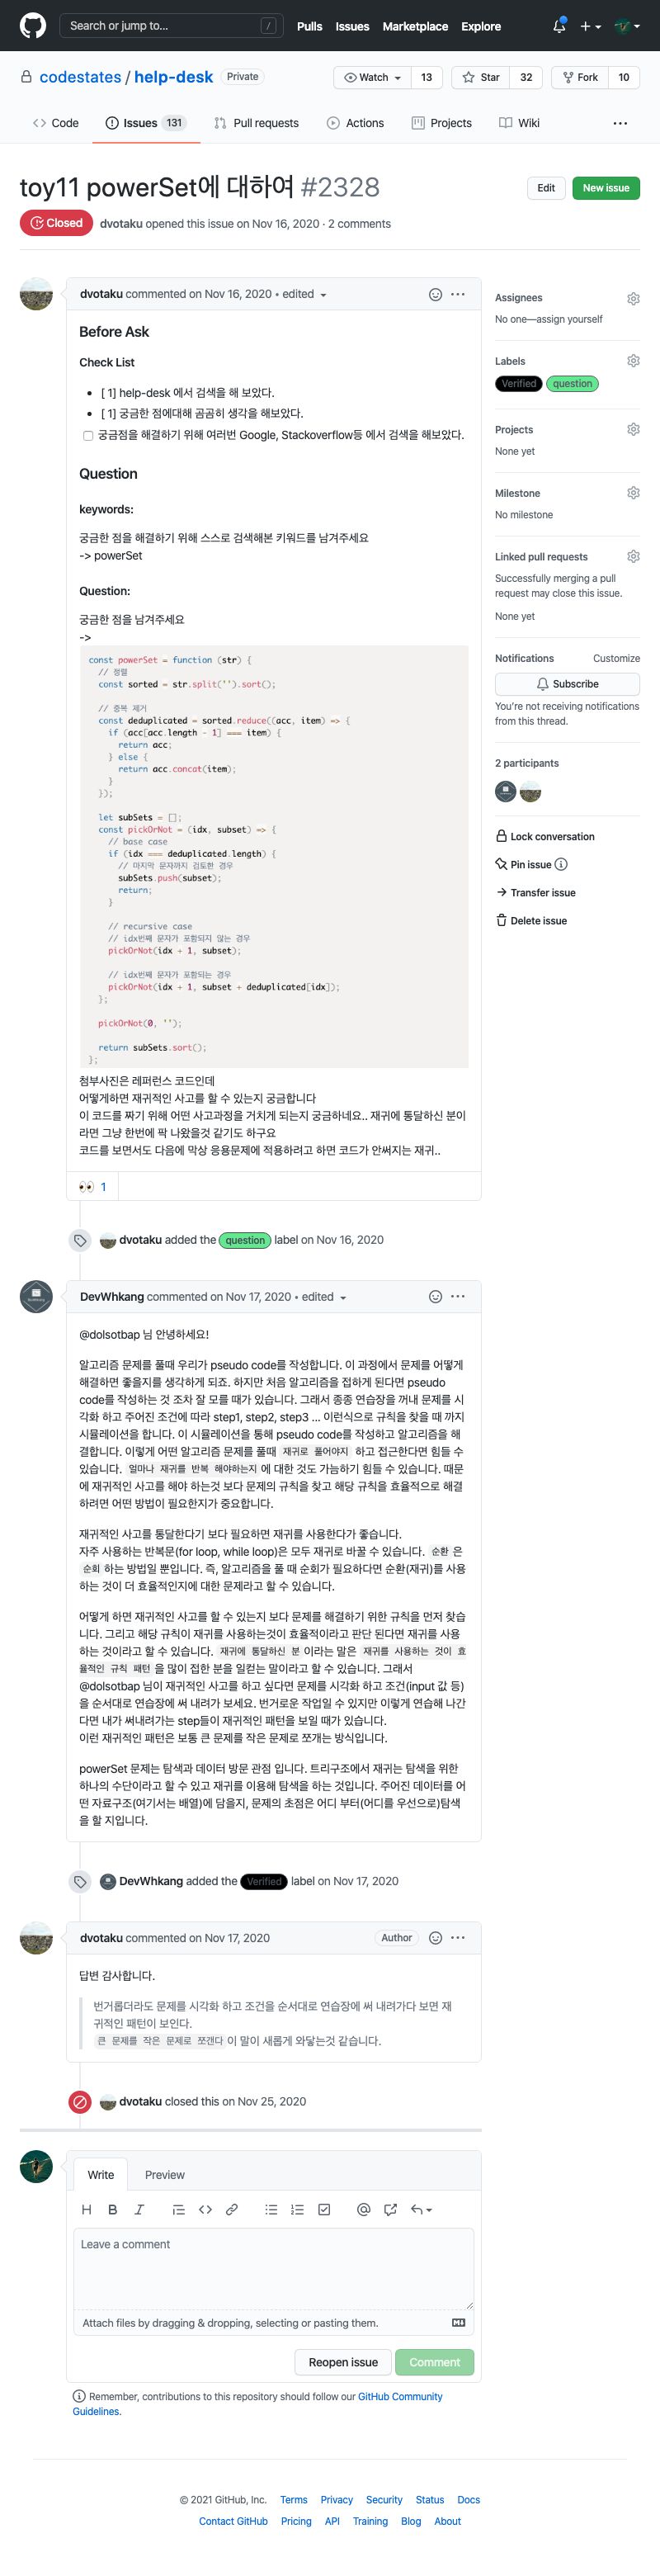 Search or jump to... /
Pulls Issues Marketplace Explore
codestates / help-desk Private
Watch 13 Star 32 Fork 10
Code Issues 131 Pull requests Actions Projects Wiki
toy11 powerSet에 대하여 #2328
Edit New issue
Closed dvotaku opened this issue on Nov 16, 2020 · 2 comments
dvotaku commented on Nov 16, 2020 • edited
Before Ask
Check List
• [ 1] help-desk 에서 검색을 해 보았다.
• [ 1] 궁금한 점에대해 곰곰히 생각을 해보았다.
궁금점을 해결하기 위해 여러번 Google, Stackoverflow등 에서 검색을 해보았다.
Question
keywords:
궁금한 점을 해결하기 위해 스스로 검색해본 키워드를 남겨주세요
-> powerSet
Question:
궁금한 점을 남겨주세요
->
const powerSet = function (str) {
// 정렬
const sorted = str.split('').sort();
// 중복 제거
const deduplicated = sorted.reduce((acc, item) => {
if (acc[acc.length - 1] === item) {
return acc;
} else {
return acc.concat(item);
}
});
let subSets = [];
const pickOrNot = (idx, subset) => {
// base case
if (idx === deduplicated.length) {
// 마지막 문자까지 검토한 경우
subSets.push(subset);
return;
}
// recursive case
// idx번째 문자가 포함되지 않는 경우
pickOrNot(idx + 1, subset);
// idx번째 문자가 포함되는 경우
pickOrNot(idx + 1, subset + deduplicated[idx]);
};
pickOrNot(0, '');
return subSets.sort();
};
첨부사진은 레퍼런스 코드인데
어떻게하면 재귀적인 사고를 할 수 있는지 궁금합니다
이 코드를 짜기 위해 어떤 사고과정을 거치게 되는지 궁금하네요.. 재귀에 통달하신 분이
라면 그냥 한번에 팍 나왔을것 같기도 하구요
코드를 보면서도 다음에 막상 응용문제에 적용하려고 하면 코드가 안써지는 재귀..
👀 1
dvotaku added the question label on Nov 16, 2020
DevWhkang commented on Nov 17, 2020 • edited
@dolsotbap 님 안녕하세요!
알고리즘 문제를 풀때 우리가 pseudo code를 작성합니다. 이 과정에서 문제를 어떻게
해결하면 좋을지를 생각하게 되죠. 하지만 처음 알고리즘을 접하게 된다면 pseudo
code를 작성하는 것 조차 잘 모를 때가 있습니다. 그래서 종종 연습장을 꺼내 문제를 시
각화 하고 주어진 조건에 따라 step1, step2, step3 ... 이런식으로 규칙을 찾을 때 까지
시뮬레이션을 합니다. 이 시뮬레이션을 통해 pseudo code를 작성하고 알고리즘을 해
결합니다. 이렇게 어떤 알고리즘 문제를 풀때 재귀로 풀어야지 하고 접근한다면 힘들 수
있습니다. 얼마나 재귀를 반복 해야하는지 에 대한 것도 가늠하기 힘들 수 있습니다. 때문
에 재귀적인 사고를 해야 하는것 보다 문제의 규칙을 찾고 해당 규칙을 효율적으로 해결
하려면 어떤 방법이 필요한지가 중요합니다.
재귀적인 사고를 통달한다기 보다 필요하면 재귀를 사용한다가 좋습니다.
자주 사용하는 반복문(for loop, while loop)은 모두 재귀로 바꿀 수 있습니다. 순환 은
순회 하는 방법일 뿐입니다. 즉, 알고리즘을 풀 때 순회가 필요하다면 순환(재귀)를 사용
하는 것이 더 효율적인지에 대한 문제라고 할 수 있습니다.
어떻게 하면 재귀적인 사고를 할 수 있는지 보다 문제를 해결하기 위한 규칙을 먼저 찾습
니다. 그리고 해당 규칙이 재귀를 사용하는것이 효율적이라고 판단 된다면 재귀를 사용
하는 것이라고 할 수 있습니다. 재귀에 통달하신 분 이라는 말은 재귀를 사용하는 것이 효
율적인 규칙 패턴 을 많이 접한 분을 일컫는 말이라고 할 수 있습니다. 그래서
@dolsotbap 님이 재귀적인 사고를 하고 싶다면 문제를 시각화 하고 조건(input 값 등)
을 순서대로 연습장에 써 내려가 보세요. 번거로운 작업일 수 있지만 이렇게 연습해 나간
다면 내가 써내려가는 step들이 재귀적인 패턴을 보일 때가 있습니다.
이런 재귀적인 패턴은 보통 큰 문제를 작은 문제로 쪼개는 방식입니다.
powerSet 문제는 탐색과 데이터 방문 관점 입니다. 트리구조에서 재귀는 탐색을 위한
하나의 수단이라고 할 수 있고 재귀를 이용해 탐색을 하는 것입니다. 주어진 데이터를 어
떤 자료구조(여기서는 배열)에 담을지, 문제의 초점은 어디 부터(어디를 우선으로)탐색
을 할 지입니다.
DevWhkang added the Verified label on Nov 17, 2020
dvotaku commented on Nov 17, 2020 Author
답변 감사합니다.
번거롭더라도 문제를 시각화 하고 조건을 순서대로 연습장에 써 내려가다 보면 재
귀적인 패턴이 보인다.
큰 문제를 작은 문제로 쪼갠다 이 말이 새롭게 와닿는것 같습니다.
dvotaku closed this on Nov 25, 2020
Write Preview
Leave a comment
Attach files by dragging & dropping, selecting or pasting them.
Reopen issue Comment
Remember, contributions to this repository should follow our GitHub Community
Guidelines.
Assignees
No one—assign yourself
Labels
Verified question
Projects
None yet
Milestone
No milestone
Linked pull requests
Successfully merging a pull
request may close this issue.
None yet
Notifications Customize
Subscribe
You're not receiving notifications
from this thread.
2 participants
Lock conversation
Pin issue
Transfer issue
Delete issue
© 2021 GitHub, Inc. Terms Privacy Security Status Docs
Contact GitHub Pricing API Training Blog About